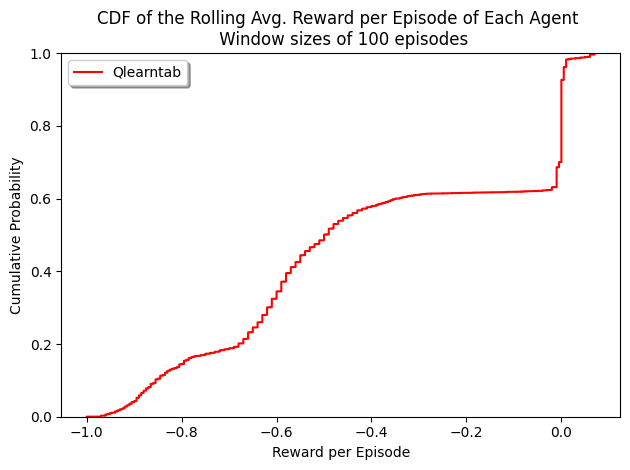 CDF of the Rolling Avg. Reward per Episode of Each Agent
Window sizes of 100 episodes
Qlearntab
1.0
0.8
0.6
0.4
0.2
0.0
Cumulative Probability
−1.0 −0.8 −0.6 −0.4 −0.2 0.0
Reward per Episode